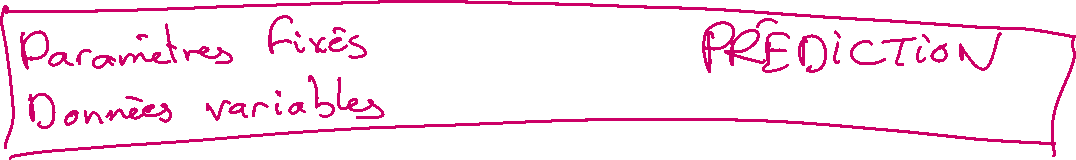 Paramètres fixés PRÉDICTION
Données variables